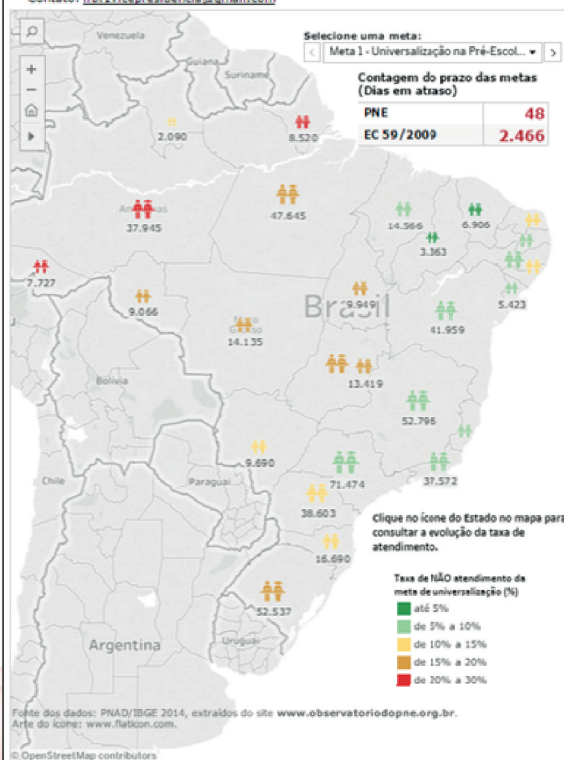 Venezuela
Guiana
Suriname
Selecione uma meta:
Meta 1 - Universalização na Pré-Escol...
Contagem do prazo das metas
(Dias em atraso)
PNE 48
EC 59/2009 2.466
2.090
8.520
37.945
47.645
14.566
6.906
3.363
7.727
9.066
14.135
9.949
Brasil
5.423
41.959
Bolívia
13.419
52.796
9.690
Chile
Paraguai
71.474
37.572
38.603
16.690
Clique no ícone do Estado no mapa para
consultar a evolução da taxa de
atendimento.
52.537
Taxa de NÃO atendimento da
meta de universalização (%)
até 5%
de 5% a 10%
de 10% a 15%
de 15% a 20%
de 20% a 30%
Argentina
Uruguai
Fonte dos dados: PNAD/IBGE 2014, extraídos do site www.observatoriodopne.org.br.
Arte do ícone: www.flaticon.com.
© OpenStreetMap contributors